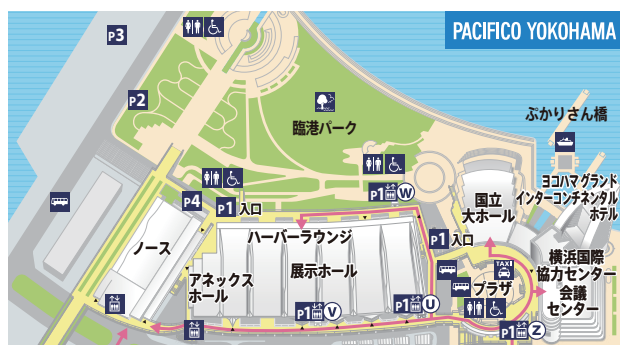 PACIFICO YOKOHAMA
P3
P2
臨港パーク
ぷかりさん橋
P1 W
ヨコハマ グランド
インターコンチネンタル
ホテル
国立
大ホール
P4
P1 入口
P1 入口
ノース
ハーバーラウンジ
アネックス
ホール
展示ホール
TAXI
プラザ
横浜国際
協力センター
会議
センター
P1 V
P1 U
P1 Z